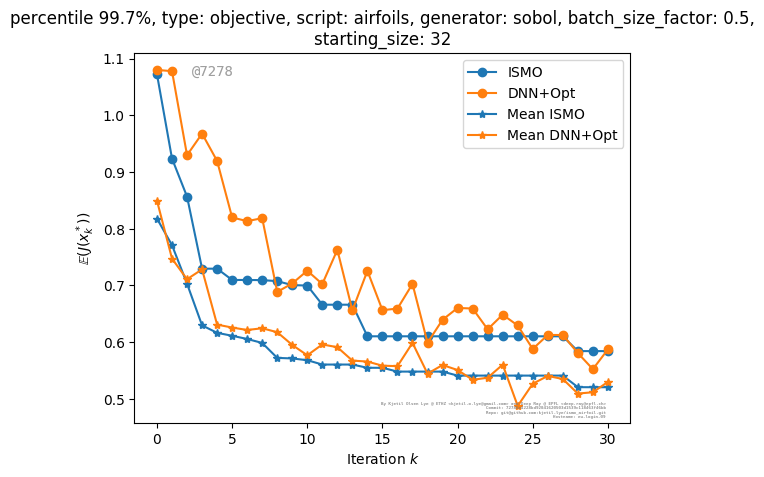 percentile 99.7%, type: objective, script: airfoils, generator: sobol, batch_size_factor: 0.5,
starting_size: 32
@7278
ISMO
DNN+Opt
Mean ISMO
Mean DNN+Opt
𝔼(J(x*k))
1.1
1.0
0.9
0.8
0.7
0.6
0.5
0
5
10
15
20
25
30
Iteration k